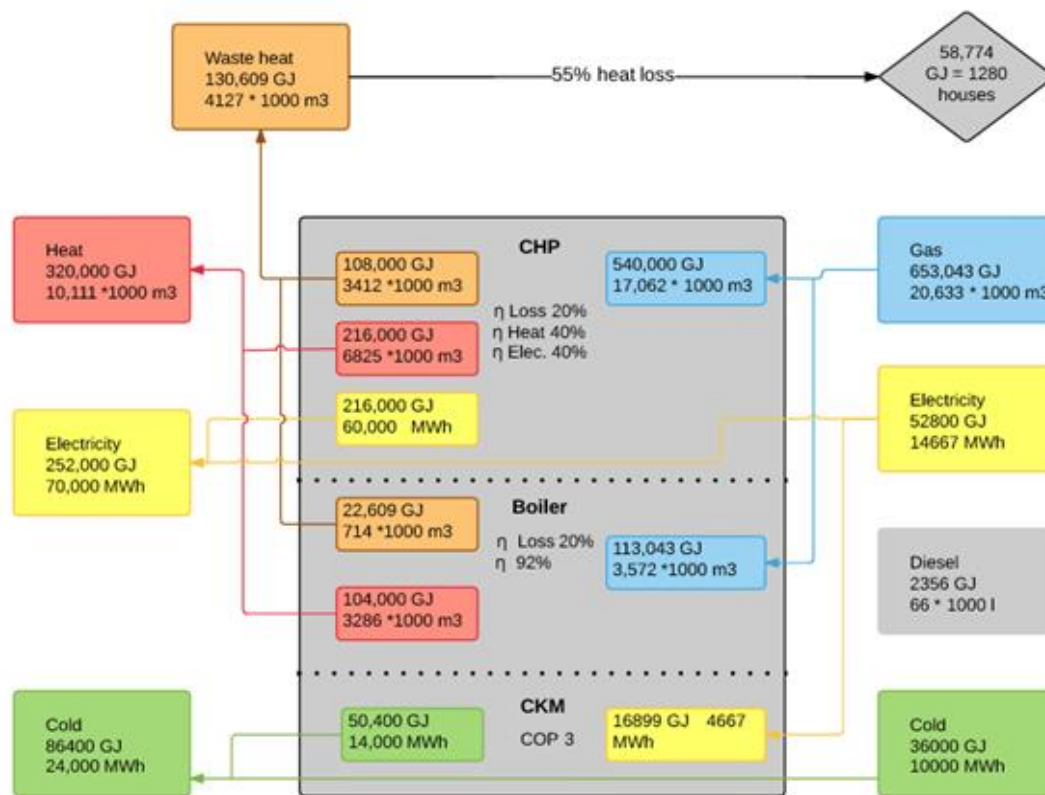 Waste heat
130,609 GJ
4127 * 1000 m3
55% heat loss
58,774
GJ = 1280
houses
Heat
320,000 GJ
10,111 *1000 m3
Electricity
252,000 GJ
70,000 MWh
Cold
86400 GJ
24,000 MWh
CHP
108,000 GJ
3412 *1000 m3
216,000 GJ
6825 *1000 m3
216,000 GJ
60,000 MWh
η Loss 20%
η Heat 40%
η Elec. 40%
540,000 GJ
17,062 * 1000 m3
Boiler
22,609 GJ
714 *1000 m3
104,000 GJ
3286 *1000 m3
η Loss 20%
η 92%
113,043 GJ
3,572 *1000 m3
CKM
50,400 GJ
14,000 MWh
COP 3
16899 GJ 4667
MWh
Gas
653,043 GJ
20,633 * 1000 m3
Electricity
52800 GJ
14667 MWh
Diesel
2356 GJ
66 * 1000 l
Cold
36000 GJ
10000 MWh